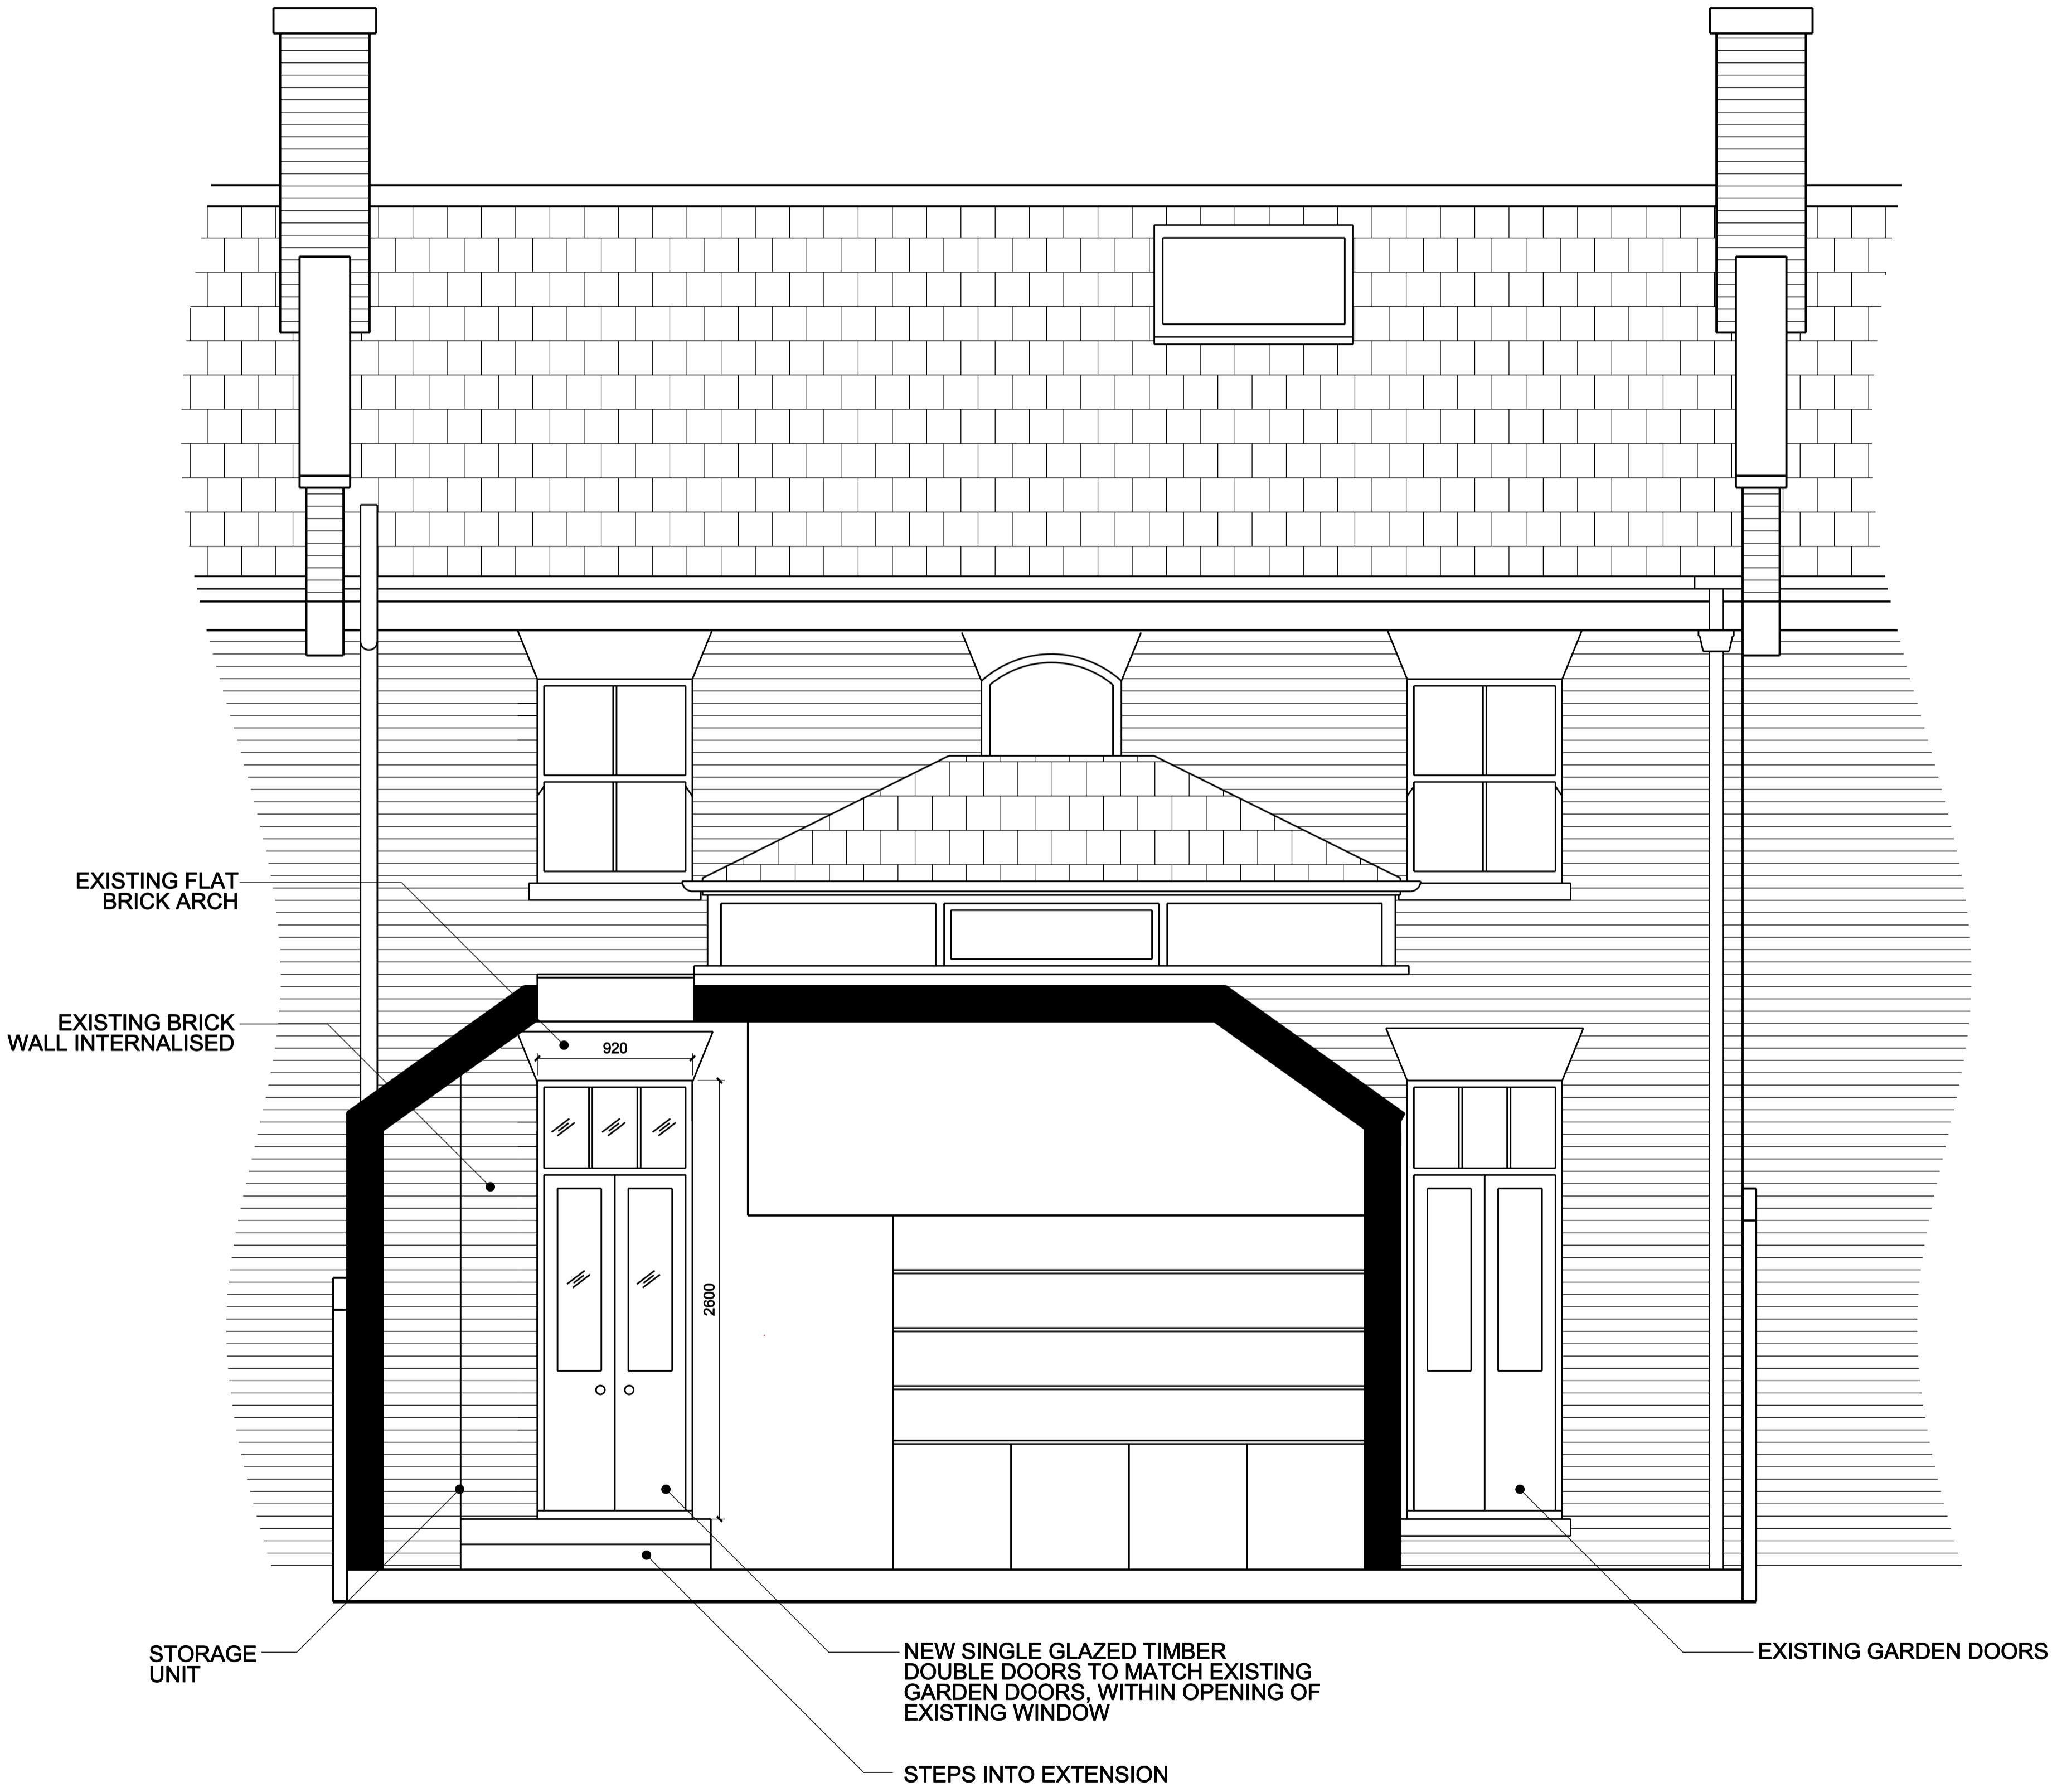 EXISTING FLAT
BRICK ARCH
EXISTING BRICK
WALL INTERNALISED
920
2600
STORAGE
UNIT
NEW SINGLE GLAZED TIMBER
DOUBLE DOORS TO MATCH EXISTING
GARDEN DOORS, WITHIN OPENING OF
EXISTING WINDOW
EXISTING GARDEN DOORS
STEPS INTO EXTENSION